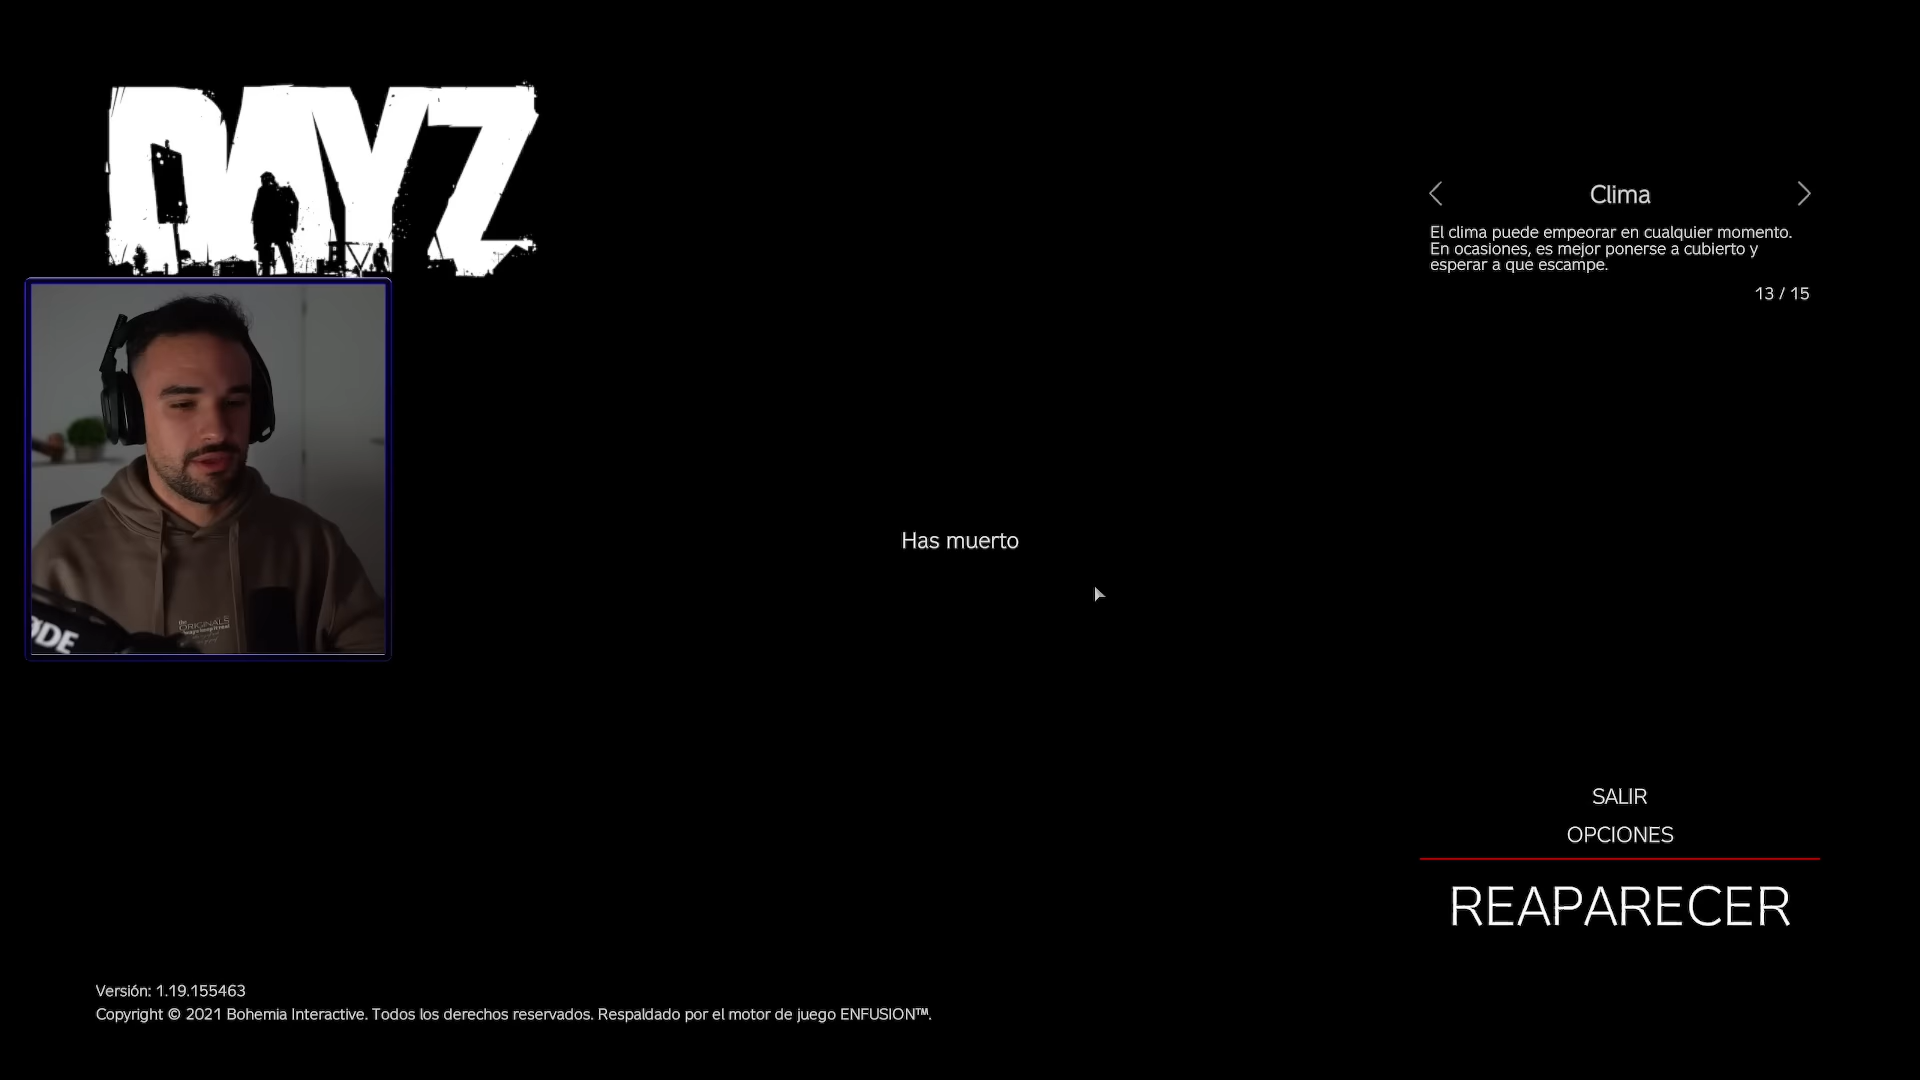 DAYZ
Clima
El clima puede empeorar en cualquier momento.
En ocasiones, es mejor ponerse a cubierto y
esperar a que escampe.
13 / 15
ORIGINALS
ØDE
Has muerto
SALIR
OPCIONES
REAPARECER
Versión: 1.19.155463
Copyright © 2021 Bohemia Interactive. Todos los derechos reservados. Respaldado por el motor de juego ENFUSION™.